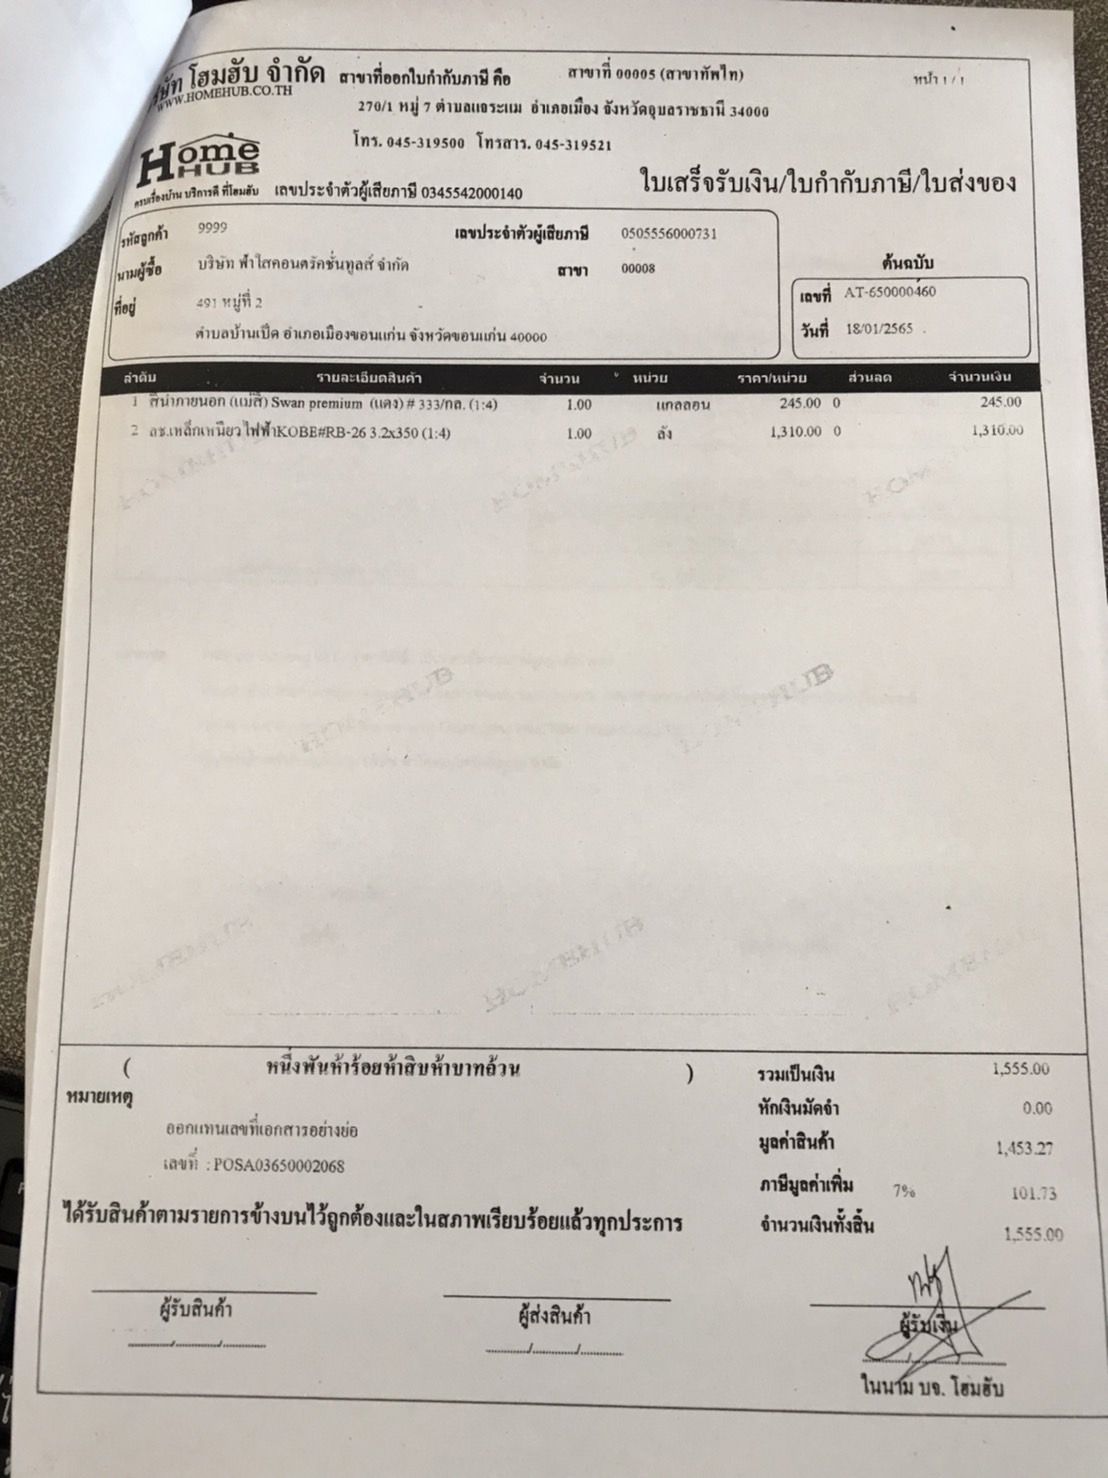 บริษัท โฮมฮับ จำกัด สาขาที่ออกใบกำกับภาษี คือ สาขาที่ 00005 (สาขาทัพไท) หน้า 1 / 1
WWW.HOMEHUB.CO.TH
270/1 หมู่ 7 ตำบลแจระแม อำเภอเมือง จังหวัดอุบลราชธานี 34000
โทร. 045-319500 โทรสาร. 045-319521
Home HUB
ครบเรื่องบ้าน บริการดี ที่โฮมฮับ เลขประจำตัวผู้เสียภาษี 0345542000140
ใบเสร็จรับเงิน/ใบกำกับภาษี/ใบส่งของ
รหัสลูกค้า 9999 เลขประจำตัวผู้เสียภาษี 0505556000731
นามผู้ซื้อ บริษัท ฟ้าใสคอนตรัคชั่นทูลส์ จำกัด สาขา 00008
ที่อยู่ 491 หมู่ที่ 2
ตำบลบ้านเป็ด อำเภอเมืองขอนแก่น จังหวัดขอนแก่น 40000
ต้นฉบับ
เลขที่ AT-650000460
วันที่ 18/01/2565
ลำดับ รายละเอียดสินค้า จำนวน หน่วย ราคา/หน่วย ส่วนลด จำนวนเงิน
1 สีน้ำภายนอก (แม่สี) Swan premium (แดง) # 333/กล. (1:4) 1.00 แกลลอน 245.00 0 245.00
2 ลช.เหล็กเหนียว ไฟฟ้าKOBE#RB-26 3.2x350 (1:4) 1.00 ลัง 1,310.00 0 1,310.00
( หนึ่งพันห้าร้อยห้าสิบห้าบาทถ้วน )
รวมเป็นเงิน 1,555.00
หมายเหตุ
หักเงินมัดจำ 0.00
ออกแทนเลขที่เอกสารอย่างย่อ
มูลค่าสินค้า 1,453.27
เลขที่ : POSA03650002068
ภาษีมูลค่าเพิ่ม 7% 101.73
ได้รับสินค้าตามรายการข้างบนไว้ถูกต้องและในสภาพเรียบร้อยแล้วทุกประการ
จำนวนเงินทั้งสิ้น 1,555.00
ผู้รับสินค้า ผู้ส่งสินค้า ผู้รับเงิน
ในนาม บจ. โฮมฮับ